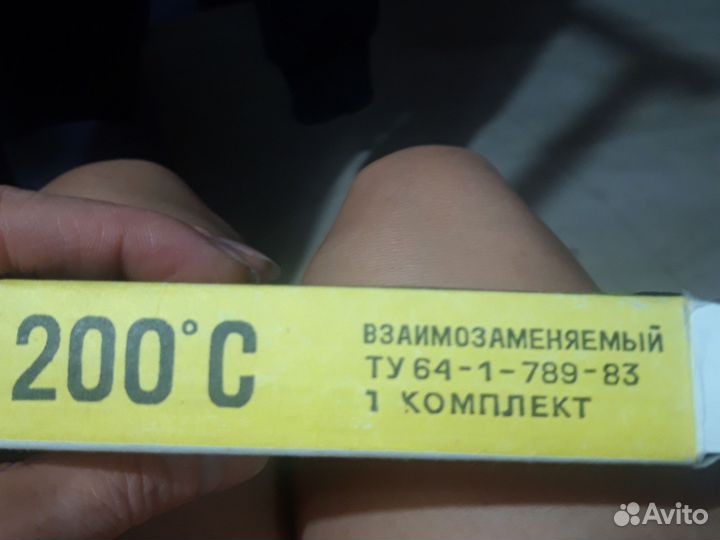 200°С
ВЗАИМОЗАМЕНЯЕМЫЙ
ТУ 64-1-789-83
1 КОМПЛЕКТ
Avito